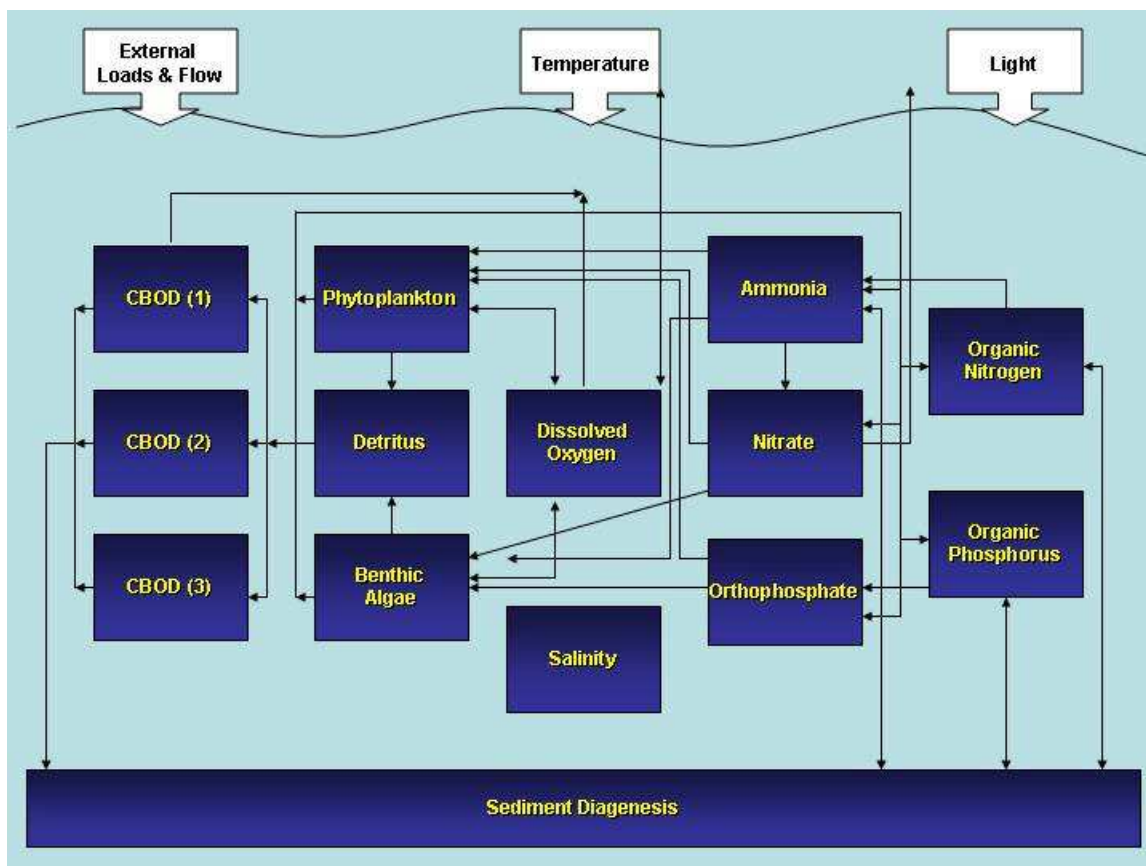 External
Loads & Flow
Temperature
Light
CBOD (1)
Phytoplankton
Ammonia
Organic
Nitrogen
CBOD (2)
Detritus
Dissolved
Oxygen
Nitrate
Organic
Phosphorus
CBOD (3)
Benthic
Algae
Orthophosphate
Salinity
Sediment Diagenesis